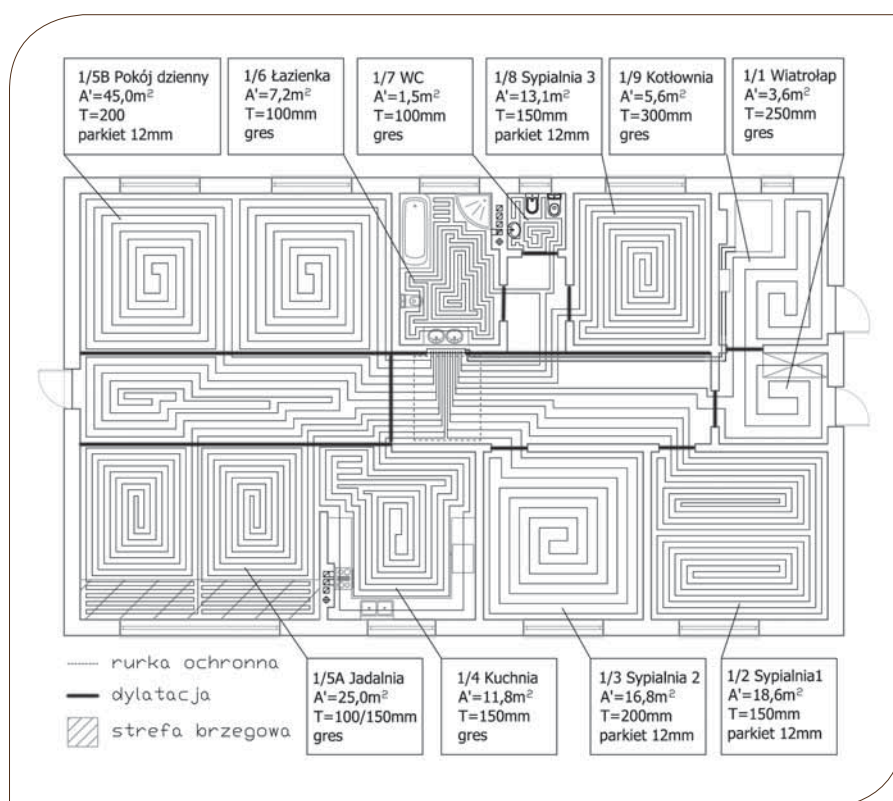 1/5B Pokój dzienny
A'=45,0m²
T=200
parkiet 12mm
1/6 Łazienka
A'=7,2m²
T=100mm
gres
1/7 WC
A'=1,5m²
T=100mm
gres
1/8 Sypialnia 3
A'=13,1m²
T=150mm
parkiet 12mm
1/9 Kotłownia
A'=5,6m²
T=300mm
gres
1/1 Wiatrołap
A'=3,6m²
T=250mm
gres
rurka ochronna
dylatacja
strefa brzegowa
1/5A Jadalnia
A'=25,0m²
T=100/150mm
gres
1/4 Kuchnia
A'=11,8m²
T=150mm
gres
1/3 Sypialnia 2
A'=16,8m²
T=200mm
parkiet 12mm
1/2 Sypialnia1
A'=18,6m²
T=150mm
parkiet 12mm